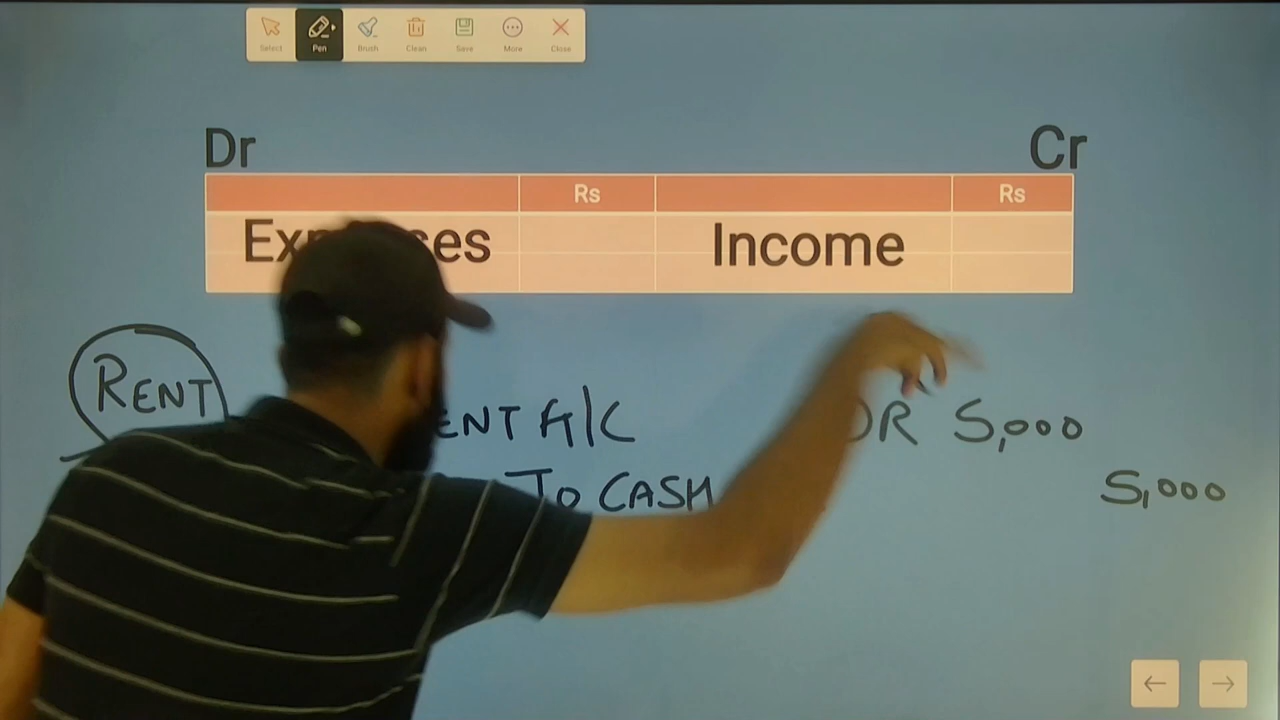 Select Pen Brush Clean Save More Close
Dr Cr
Rs Rs
Income
RENT A/C DR 5,000
TO CASH 5,000